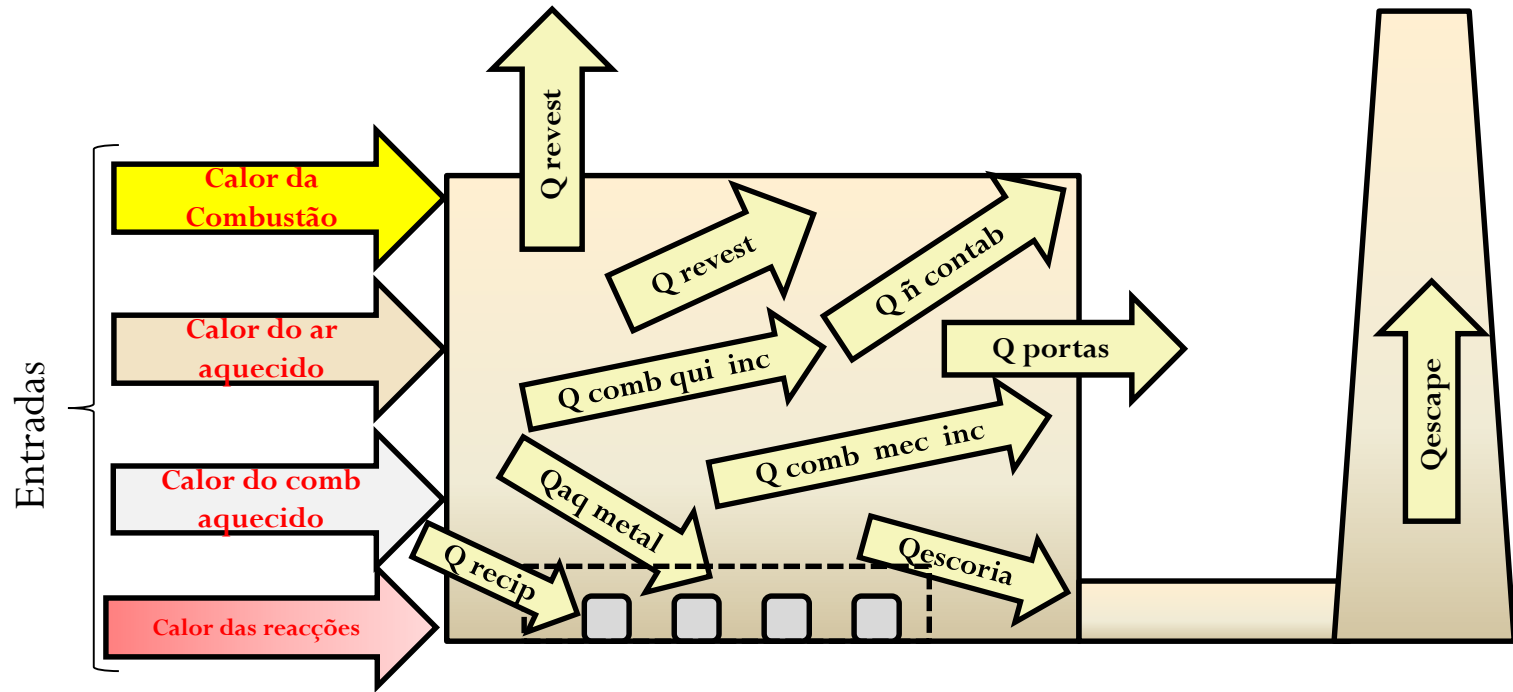 Entradas
Calor da
Combustão
Calor do ar
aquecido
Calor do comb
aquecido
Calor das reacções
Q revest
Q revest
Q ñ contab
Q portas
Q comb qui inc
Q comb mec inc
Qaq metal
Q recip
Qescoria
Qescape